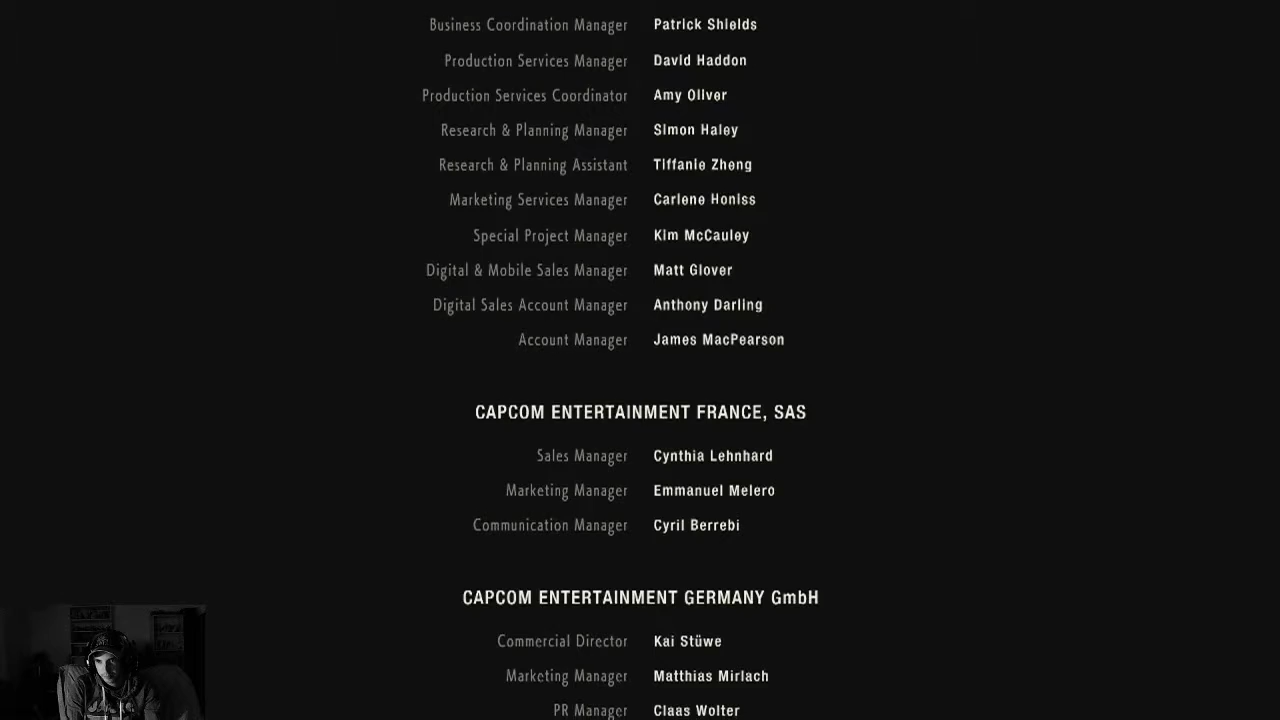 Business Coordination Manager Patrick Shields
Production Services Manager David Haddon
Production Services Coordinator Amy Oliver
Research & Planning Manager Simon Haley
Research & Planning Assistant Tiffanie Zheng
Marketing Services Manager Carlene Honiss
Special Project Manager Kim McCauley
Digital & Mobile Sales Manager Matt Glover
Digital Sales Account Manager Anthony Darling
Account Manager James MacPearson
CAPCOM ENTERTAINMENT FRANCE, SAS
Sales Manager Cynthia Lehnhard
Marketing Manager Emmanuel Melero
Communication Manager Cyril Berrebi
CAPCOM ENTERTAINMENT GERMANY GmbH
Commercial Director Kai Stüwe
Marketing Manager Matthias Mirlach
PR Manager Claas Wolter